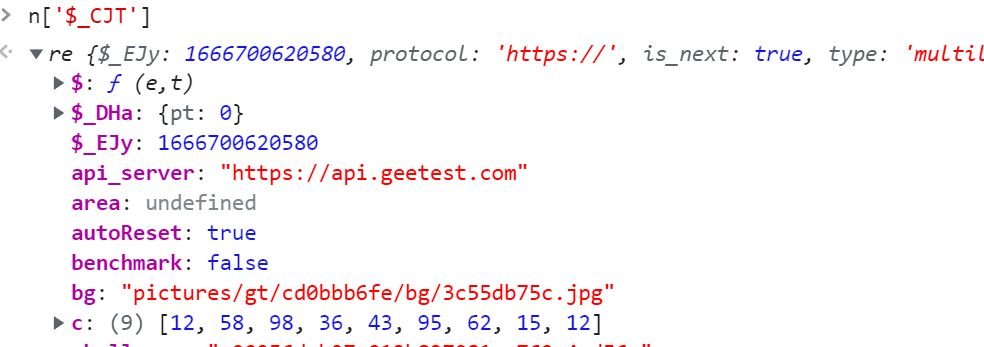 > n['$_CJT']
re {$_EJy: 1666700620580, protocol: 'https://', is_next: true, type: 'multil
$: ƒ (e,t)
$_DHa: {pt: 0}
$_EJy: 1666700620580
api_server: "https://api.geetest.com"
area: undefined
autoReset: true
benchmark: false
bg: "pictures/gt/cd0bbb6fe/bg/3c55db75c.jpg"
c: (9) [12, 58, 98, 36, 43, 95, 62, 15, 12]